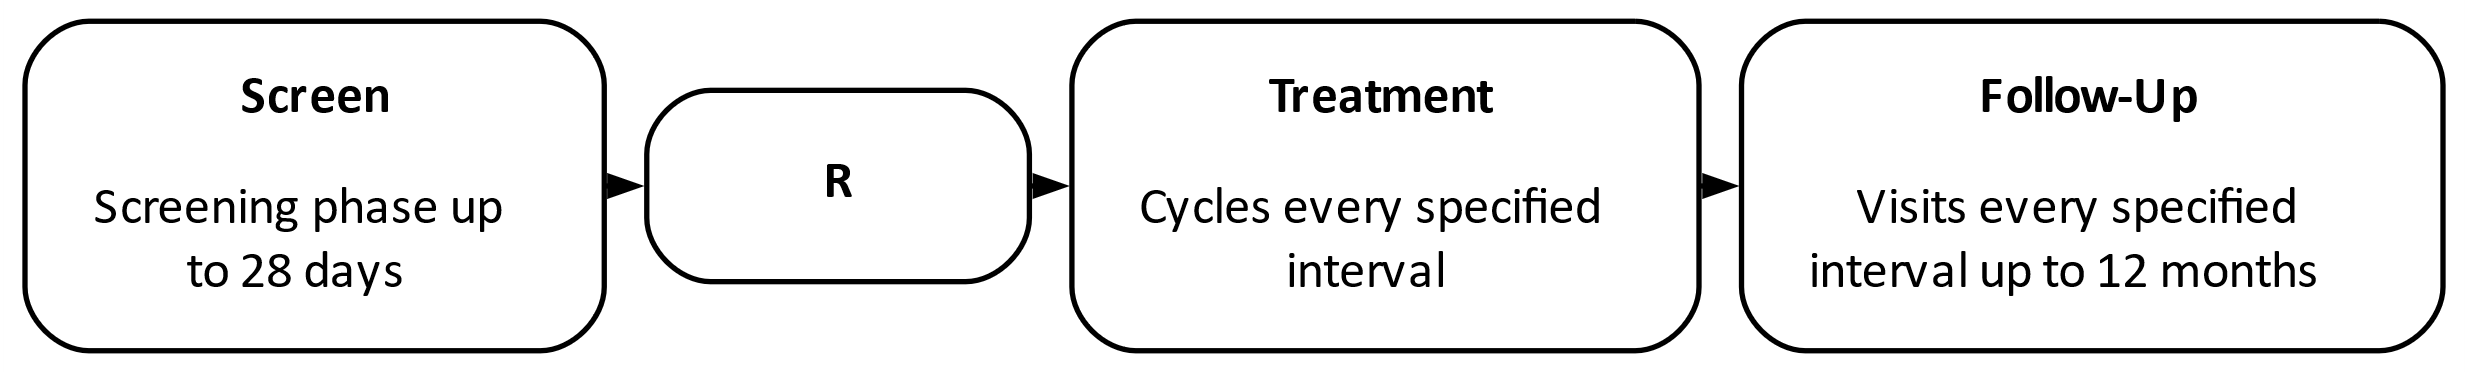 Screen
Screening phase up
to 28 days
R
Treatment
Cycles every specified
interval
Follow-Up
Visits every specified
interval up to 12 months